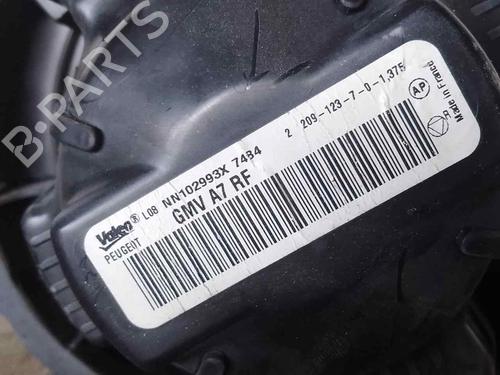 B-PARTS
Valeo® L08 NN102993X 7484 2 209-123-7-0-1,375 AP Made in France
PEUGEOT GMV A7 RF